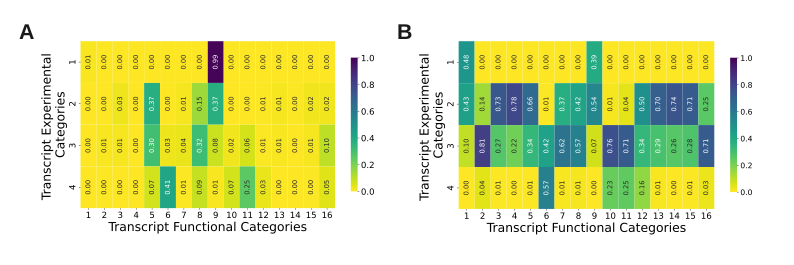 A
B
Transcript Experimental
Categories
1 0.01 0.00 0.00 0.00 0.00 0.00 0.00 0.00 0.99 0.00 0.00 0.00 0.00 0.00 0.00 0.00
2 0.00 0.00 0.03 0.00 0.37 0.00 0.01 0.15 0.37 0.00 0.00 0.01 0.01 0.00 0.02 0.02
3 0.00 0.01 0.00 0.00 0.30 0.03 0.04 0.32 0.08 0.02 0.06 0.01 0.01 0.00 0.00 0.10
4 0.00 0.00 0.00 0.00 0.07 0.41 0.01 0.09 0.01 0.07 0.25 0.03 0.00 0.00 0.00 0.05
1 2 3 4 5 6 7 8 9 10 11 12 13 14 15 16
Transcript Functional Categories
1.0
0.8
0.6
0.4
0.2
0.0
Transcript Experimental
Categories
1 0.48 0.00 0.00 0.00 0.00 0.00 0.00 0.00 0.39 0.00 0.00 0.00 0.00 0.00 0.00 0.00
2 0.43 0.14 0.73 0.78 0.66 0.01 0.37 0.42 0.54 0.01 0.04 0.50 0.70 0.74 0.71 0.25
3 0.10 0.81 0.27 0.22 0.34 0.42 0.62 0.57 0.07 0.76 0.71 0.34 0.29 0.26 0.28 0.71
4 0.00 0.04 0.01 0.00 0.01 0.57 0.01 0.01 0.00 0.23 0.25 0.16 0.01 0.00 0.01 0.03
1 2 3 4 5 6 7 8 9 10 11 12 13 14 15 16
Transcript Functional Categories
1.0
0.8
0.6
0.4
0.2
0.0